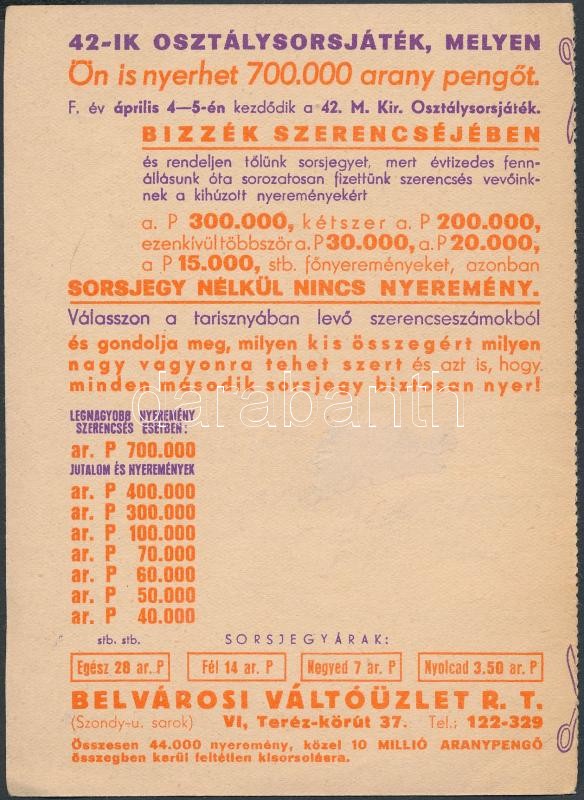 42-IK OSZTÁLYSORSJÁTÉK, MELYEN
Ön is nyerhet 700.000 arany pengőt.
F. év április 4—5-én kezdődik a 42. M. Kir. Osztálysorsjáték.
BIZZÉK SZERENCSÉJÉBEN
és rendeljen tőlünk sorsjegyet, mert évtizedes fenn-
állásunk óta sorozatosan fizettünk szerencsés vevőink-
nek a kihúzott nyereményekért
a. P 300.000, kétszer a. P 200.000,
ezenkívül többször a. P 30.000, a. P 20.000,
a P 15.000, stb. főnyereményeket, azonban
SORSJEGY NÉLKÜL NINCS NYEREMÉNY.
Válasszon a tarisznyában levő szerencseszámokból
és gondolja meg, milyen kis összegért milyen
nagy vagyonra tehet szert és azt is, hogy
minden második sorsjegy biztosan nyer!
darabanth
LEGNAGYOBB NYEREMÉNY
SZERENCSÉS ESETBEN:
ar. P 700.000
JUTALOM ÉS NYEREMÉNYEK
ar. P 400.000
ar. P 300.000
ar. P 100.000
ar. P 70.000
ar. P 60.000
ar. P 50.000
ar. P 40.000
stb. stb. SORSJEGYÁRAK:
Egész 28 ar. P Fél 14 ar. P Negyed 7 ar. P Nyolcad 3.50 ar. P
BELVÁROSI VÁLTÓÜZLET R. T.
(Szondy-u. sarok) VI, Teréz-körút 37. Tel.: 122-329
Összesen 44.000 nyeremény, közel 10 MILLIÓ ARANYPENGŐ
összegben kerül feltétlen kisorsolásra.